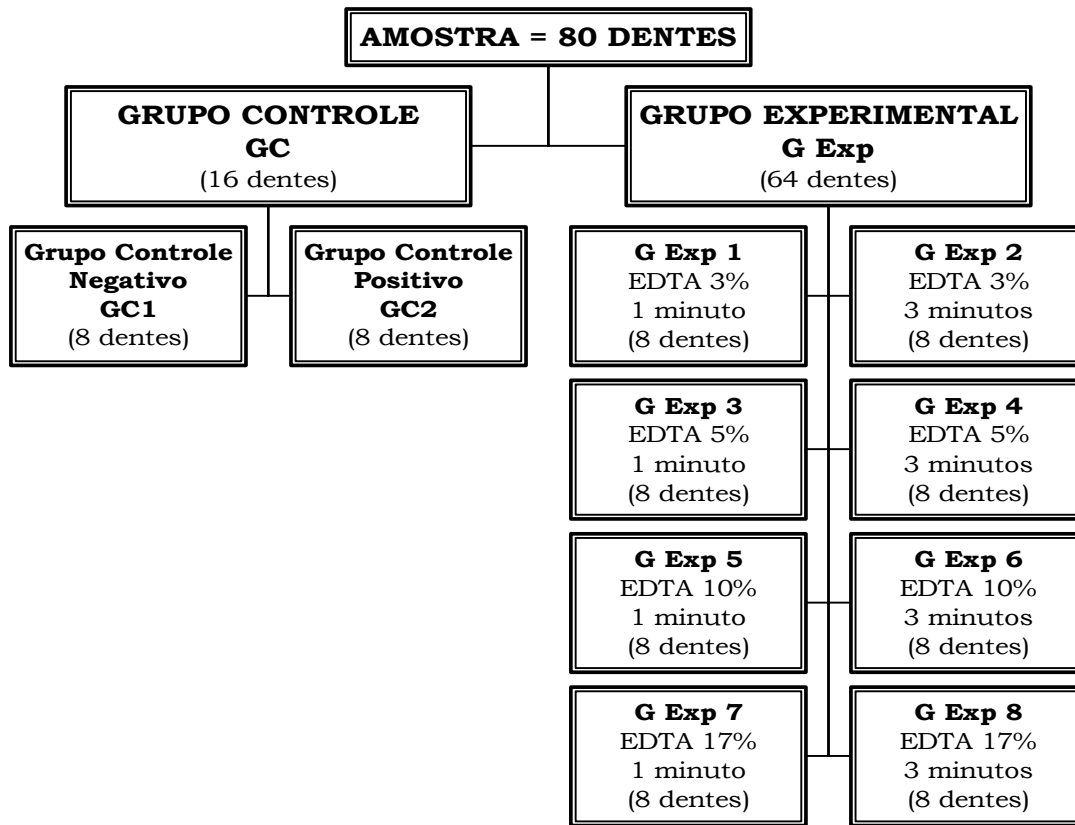 AMOSTRA = 80 DENTES
GRUPO CONTROLE
GC
(16 dentes)
GRUPO EXPERIMENTAL
G Exp
(64 dentes)
Grupo Controle
Negativo
GC1
(8 dentes)
Grupo Controle
Positivo
GC2
(8 dentes)
G Exp 1
EDTA 3%
1 minuto
(8 dentes)
G Exp 2
EDTA 3%
3 minutos
(8 dentes)
G Exp 3
EDTA 5%
1 minuto
(8 dentes)
G Exp 4
EDTA 5%
3 minutos
(8 dentes)
G Exp 5
EDTA 10%
1 minuto
(8 dentes)
G Exp 6
EDTA 10%
3 minutos
(8 dentes)
G Exp 7
EDTA 17%
1 minuto
(8 dentes)
G Exp 8
EDTA 17%
3 minutos
(8 dentes)